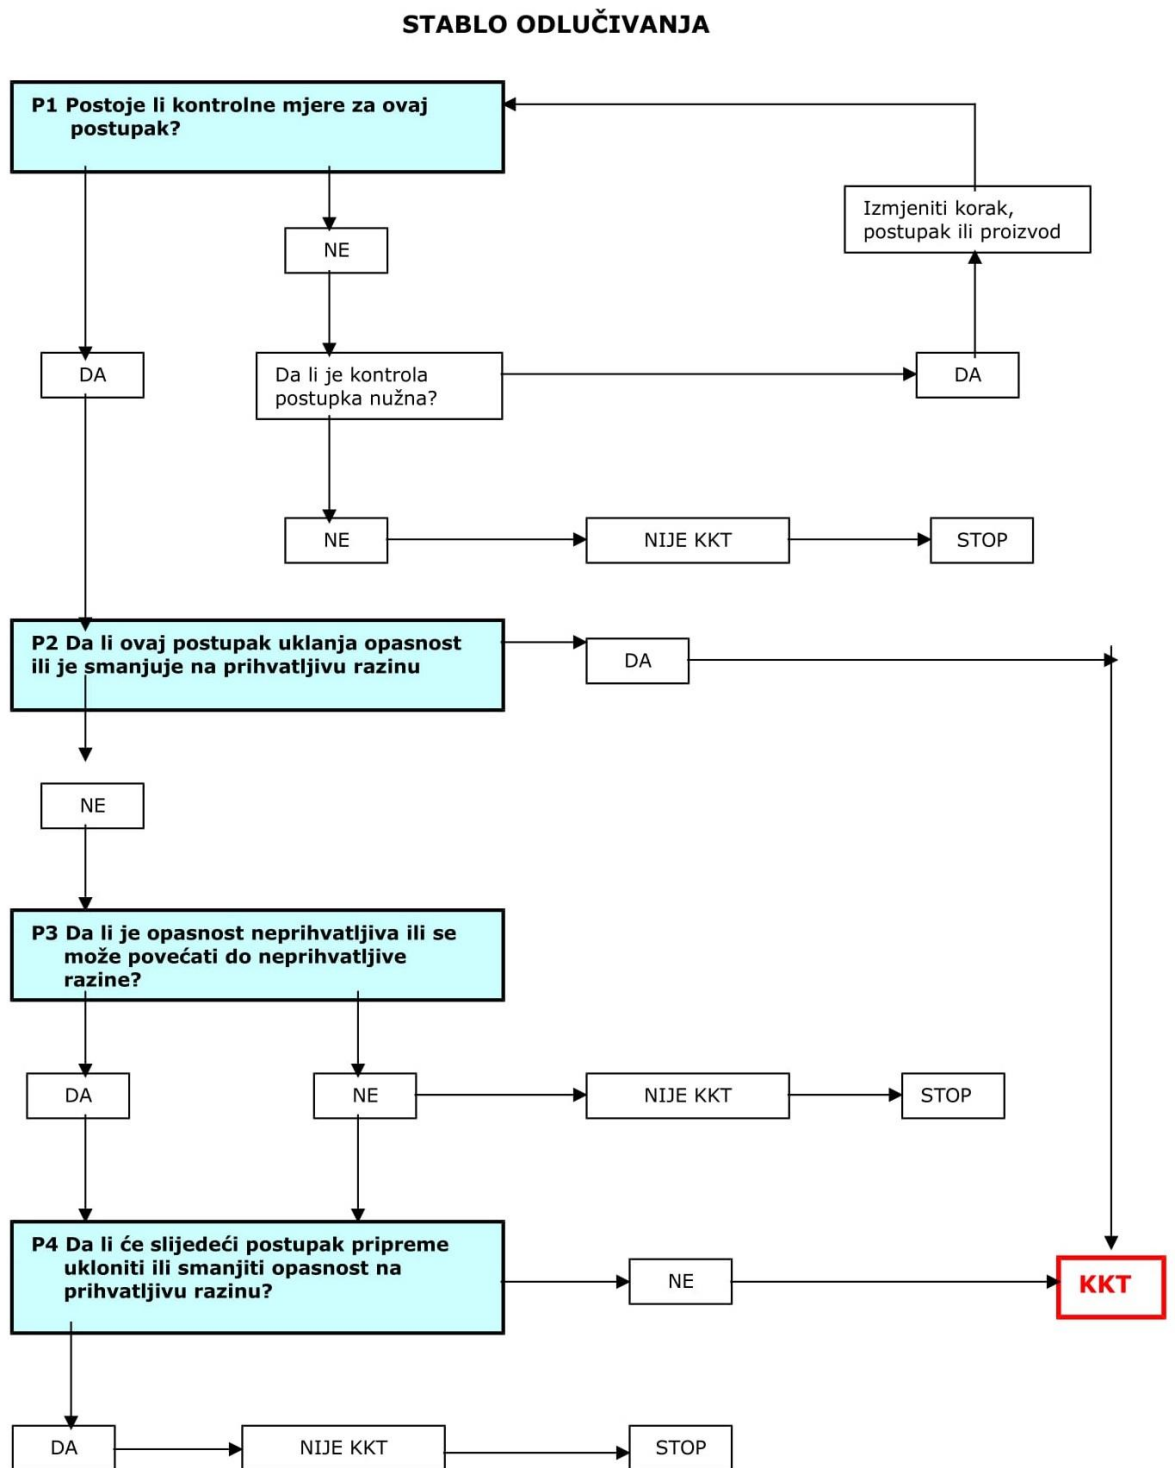 STABLO ODLUČIVANJA
P1 Postoje li kontrolne mjere za ovaj
postupak?
Izmjeniti korak,
postupak ili proizvod
NE
DA
Da li je kontrola
postupka nužna?
DA
NE
NIJE KKT
STOP
P2 Da li ovaj postupak uklanja opasnost
ili je smanjuje na prihvatljivu razinu
DA
NE
P3 Da li je opasnost neprihvatljiva ili se
može povećati do neprihvatljive
razine?
DA
NE
NIJE KKT
STOP
P4 Da li će slijedeći postupak pripreme
ukloniti ili smanjiti opasnost na
prihvatljivu razinu?
NE
KKT
DA
NIJE KKT
STOP